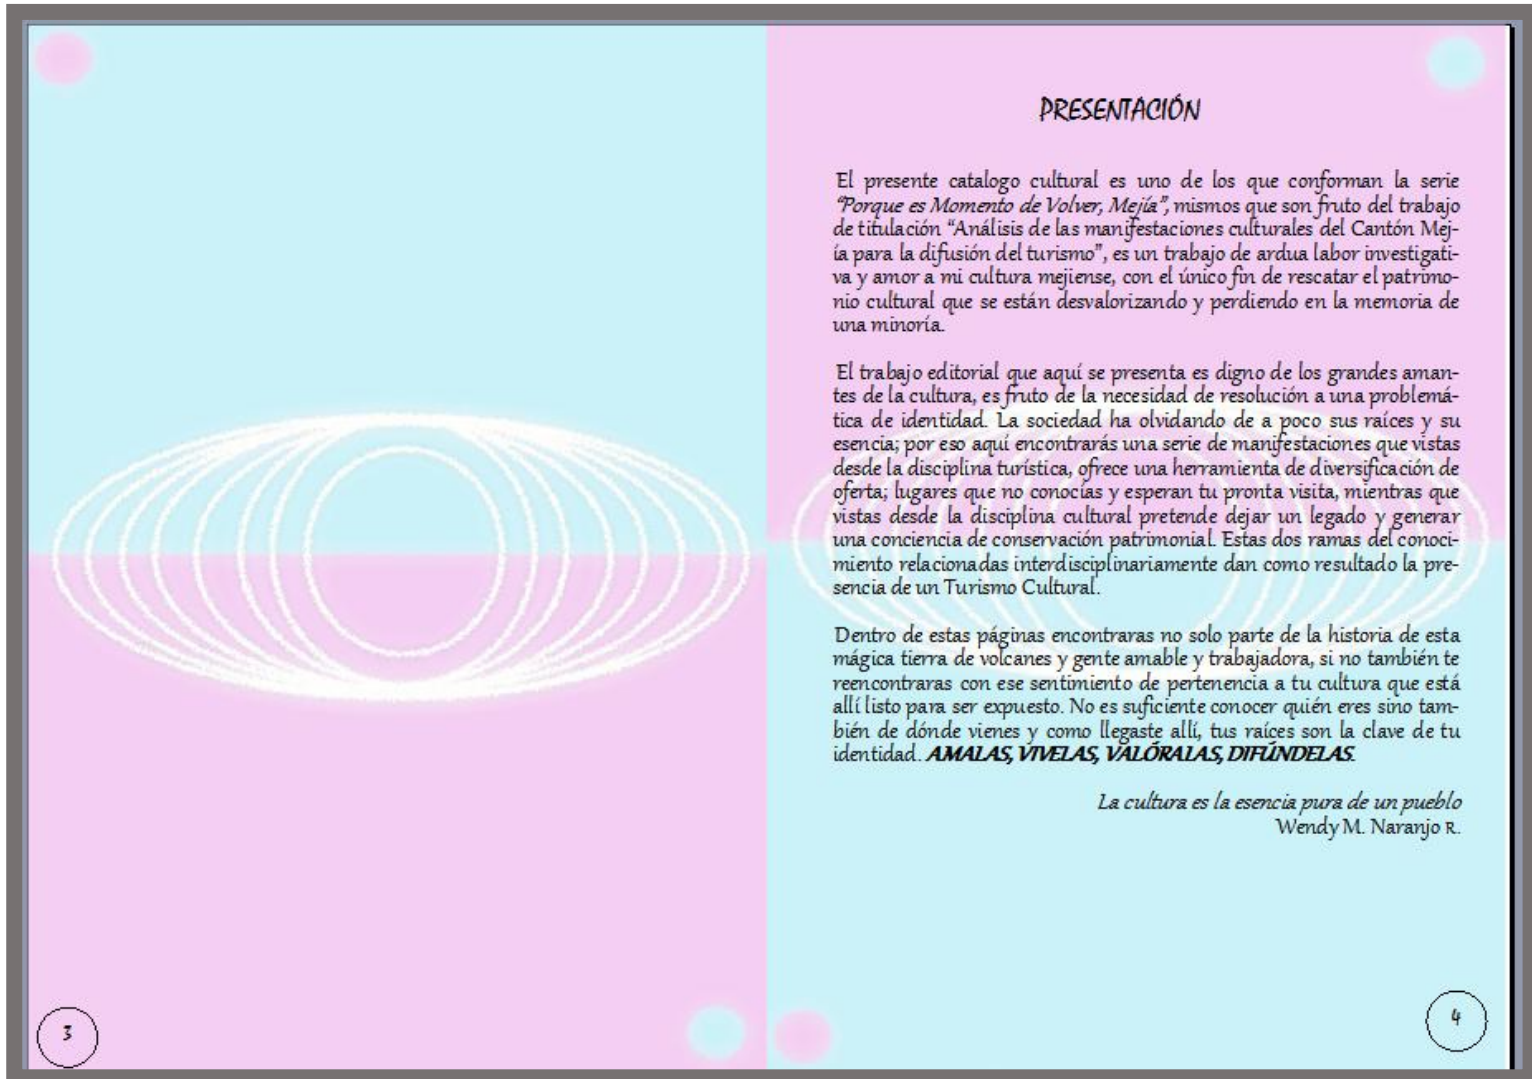 PRESENTACIÓN
El presente catalogo cultural es uno de los que conforman la serie
“Porque es Momento de Volver, Mejía”, mismos que son fruto del trabajo
de titulación “Análisis de las manifestaciones culturales del Cantón Mej-
ía para la difusión del turismo”, es un trabajo de ardua labor investigati-
va y amor a mi cultura mejiense, con el único fin de rescatar el patrimo-
nio cultural que se están desvalorizando y perdiendo en la memoria de
una minoría.
El trabajo editorial que aquí se presenta es digno de los grandes aman-
tes de la cultura, es fruto de la necesidad de resolución a una problemá-
tica de identidad. La sociedad ha olvidando de a poco sus raíces y su
esencia; por eso aquí encontrarás una serie de manifestaciones que vistas
desde la disciplina turística, ofrece una herramienta de diversificación de
oferta; lugares que no conocías y esperan tu pronta visita, mientras que
vistas desde la disciplina cultural pretende dejar un legado y generar
una conciencia de conservación patrimonial. Estas dos ramas del conoci-
miento relacionadas interdisciplinariamente dan como resultado la pre-
sencia de un Turismo Cultural.
Dentro de estas páginas encontraras no solo parte de la historia de esta
mágica tierra de volcanes y gente amable y trabajadora, si no también te
reencontraras con ese sentimiento de pertenencia a tu cultura que está
allí listo para ser expuesto. No es suficiente conocer quién eres sino tam-
bién de dónde vienes y como llegaste allí, tus raíces son la clave de tu
identidad. AMALAS, VIVELAS, VALÓRALAS, DIFÚNDELAS.
La cultura es la esencia pura de un pueblo
Wendy M. Naranjo R.
3
4